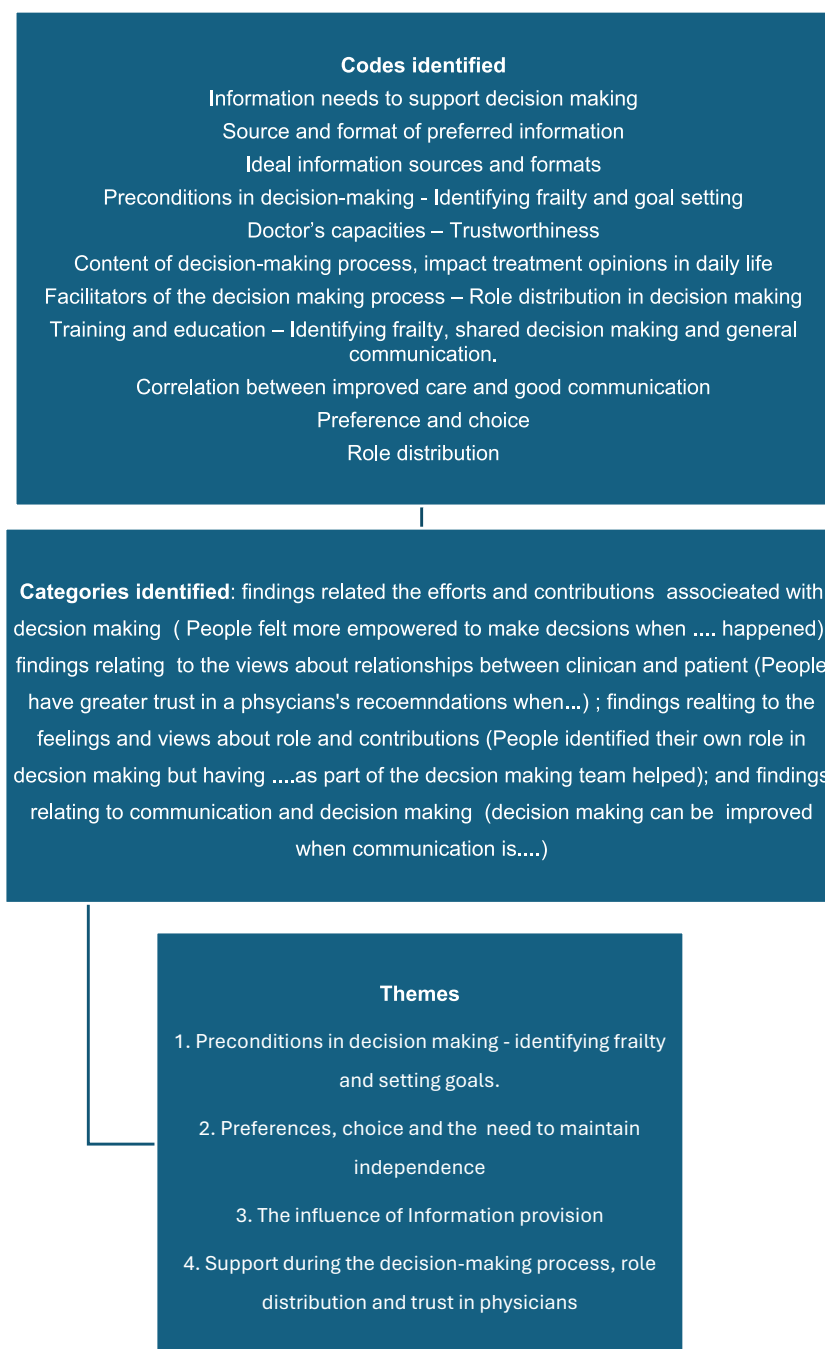 Codes identified
Information needs to support decision making
Source and format of preferred information
Ideal information sources and formats
Preconditions in decision-making - Identifying frailty and goal setting
Doctor's capacities – Trustworthiness
Content of decision-making process, impact treatment opinions in daily life
Facilitators of the decision making process – Role distribution in decision making
Training and education – Identifying frailty, shared decision making and general
communication.
Correlation between improved care and good communication
Preference and choice
Role distribution
Categories identified: findings related the efforts and contributions associeated with
decsion making ( People felt more empowered to make decsions when .... happened)
findings relating to the views about relationships between clinican and patient (People
have greater trust in a phsycians's recoemndations when...) ; findings realting to the
feelings and views about role and contributions (People identified their own role in
decsion making but having ....as part of the decsion making team helped); and findings
relating to communication and decision making (decision making can be improved
when communication is....)
Themes
1. Preconditions in decision making - identifying frailty
and setting goals.
2. Preferences, choice and the need to maintain
independence
3. The influence of Information provision
4. Support during the decision-making process, role
distribution and trust in physicians